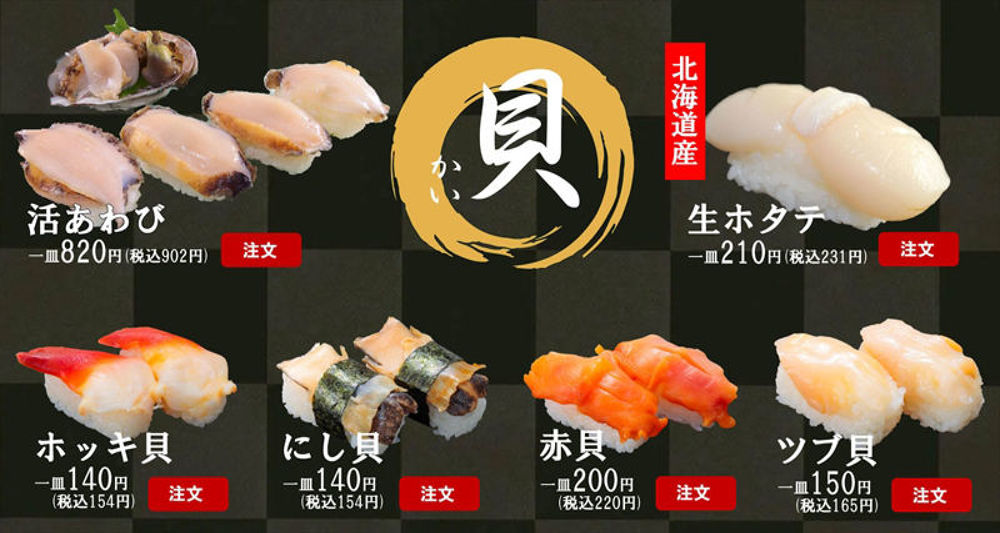 活あわび
一皿820円(税込902円)
注文
貝
かい
北海道産
生ホタテ
一皿210円(税込231円)
注文
ホッキ貝
一皿140円
(税込154円)
注文
にし貝
一皿140円
(税込154円)
注文
赤貝
一皿200円
(税込220円)
注文
ツブ貝
一皿150円
(税込165円)
注文